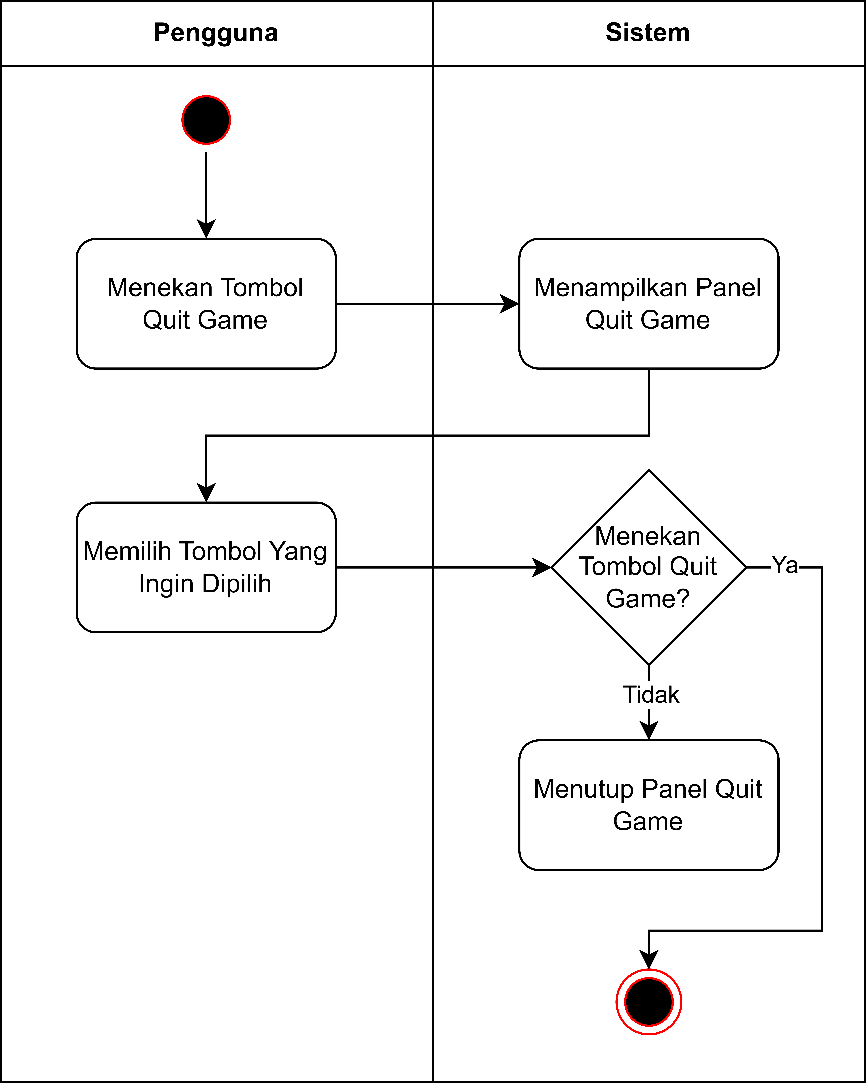 Pengguna
Sistem
Menekan Tombol
Quit Game
Menampilkan Panel
Quit Game
Memilih Tombol Yang
Ingin Dipilih
Menekan
Tombol Quit
Game?
Ya
Tidak
Menutup Panel Quit
Game